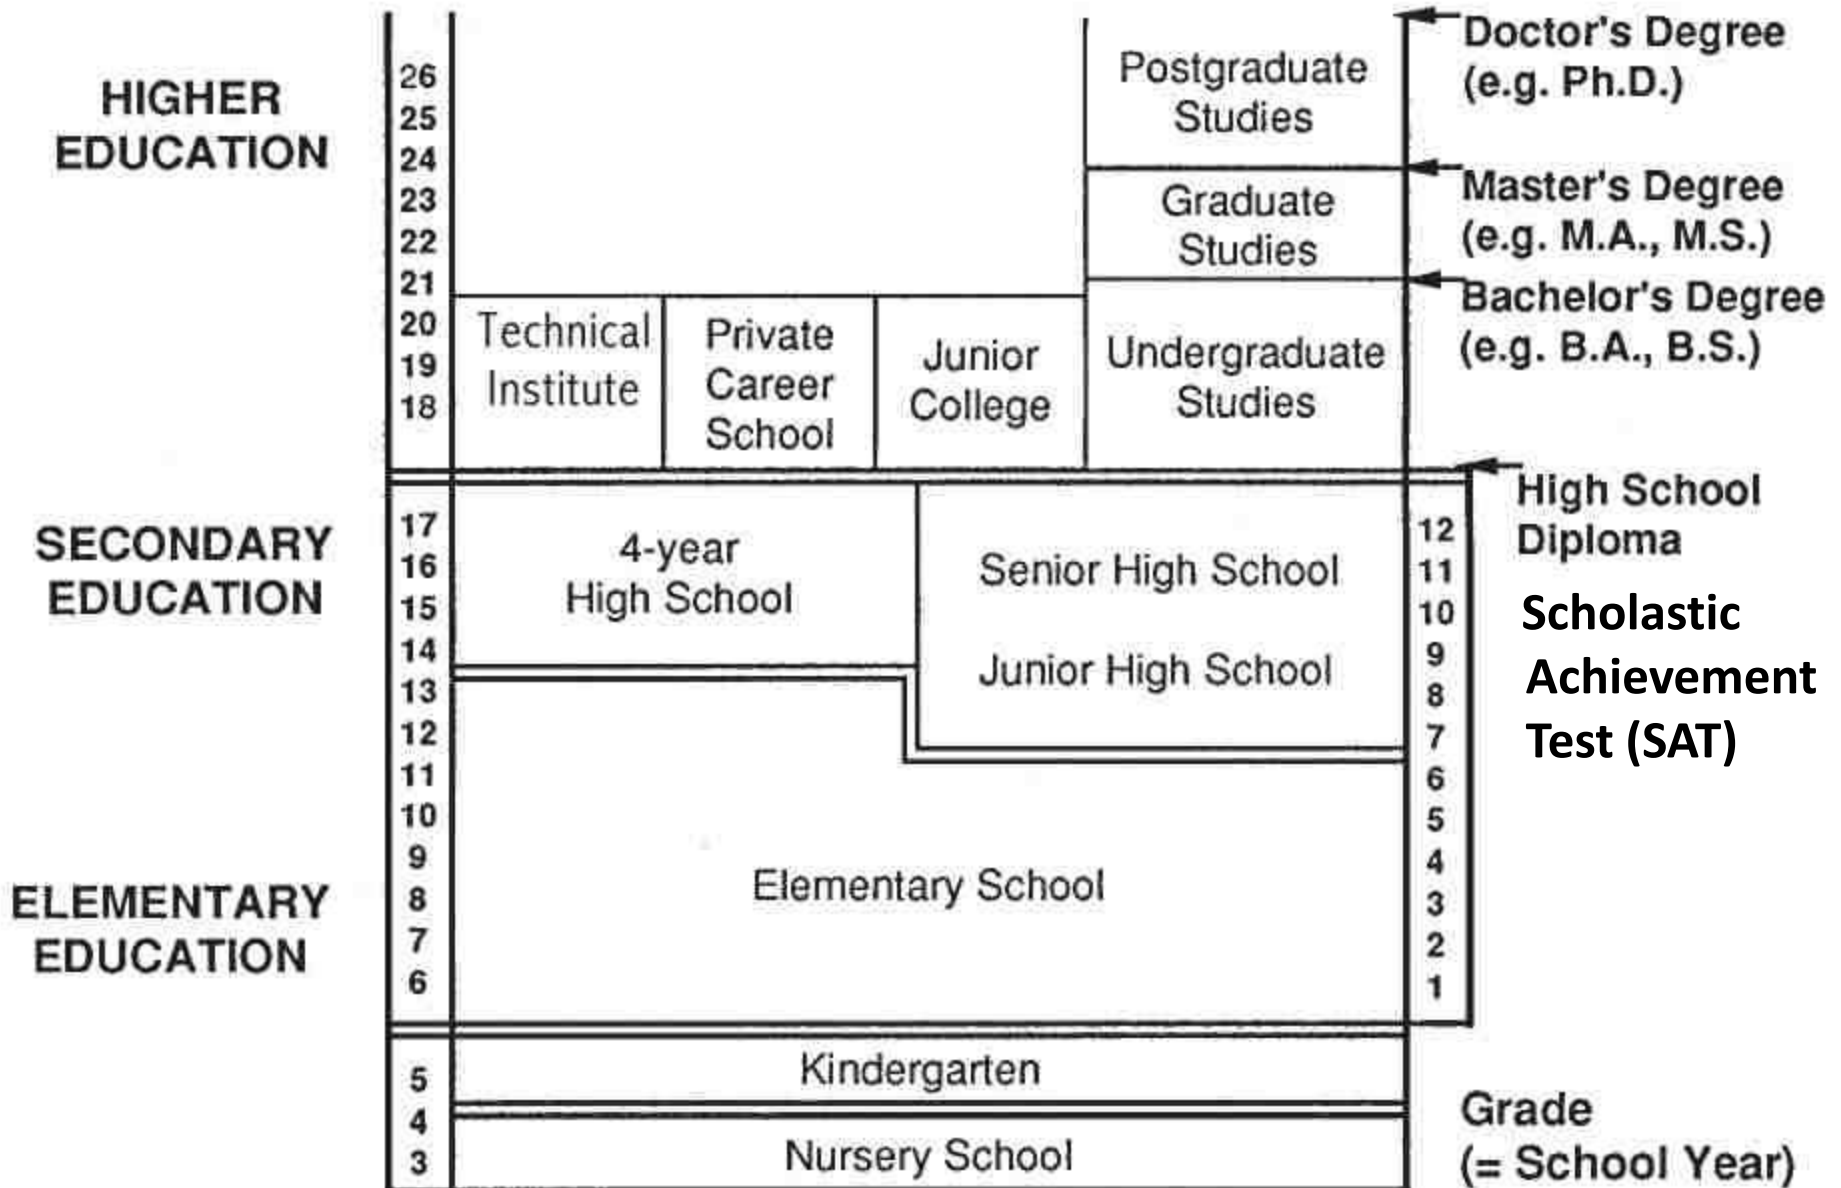 HIGHER
EDUCATION
26
25
24
23
22
21
20
19
18
Postgraduate
Studies
Graduate
Studies
Technical
Institute
Private
Career
School
Junior
College
Undergraduate
Studies
Doctor's Degree
(e.g. Ph.D.)
Master's Degree
(e.g. M.A., M.S.)
Bachelor's Degree
(e.g. B.A., B.S.)
SECONDARY
EDUCATION
17
16
15
14
13
12
11
10
9
8
7
6
4-year
High School
Senior High School
Junior High School
12
11
10
9
8
7
6
5
4
3
2
1
High School
Diploma
Scholastic
Achievement
Test (SAT)
ELEMENTARY
EDUCATION
Elementary School
5
4
3
Kindergarten
Nursery School
Grade
(= School Year)